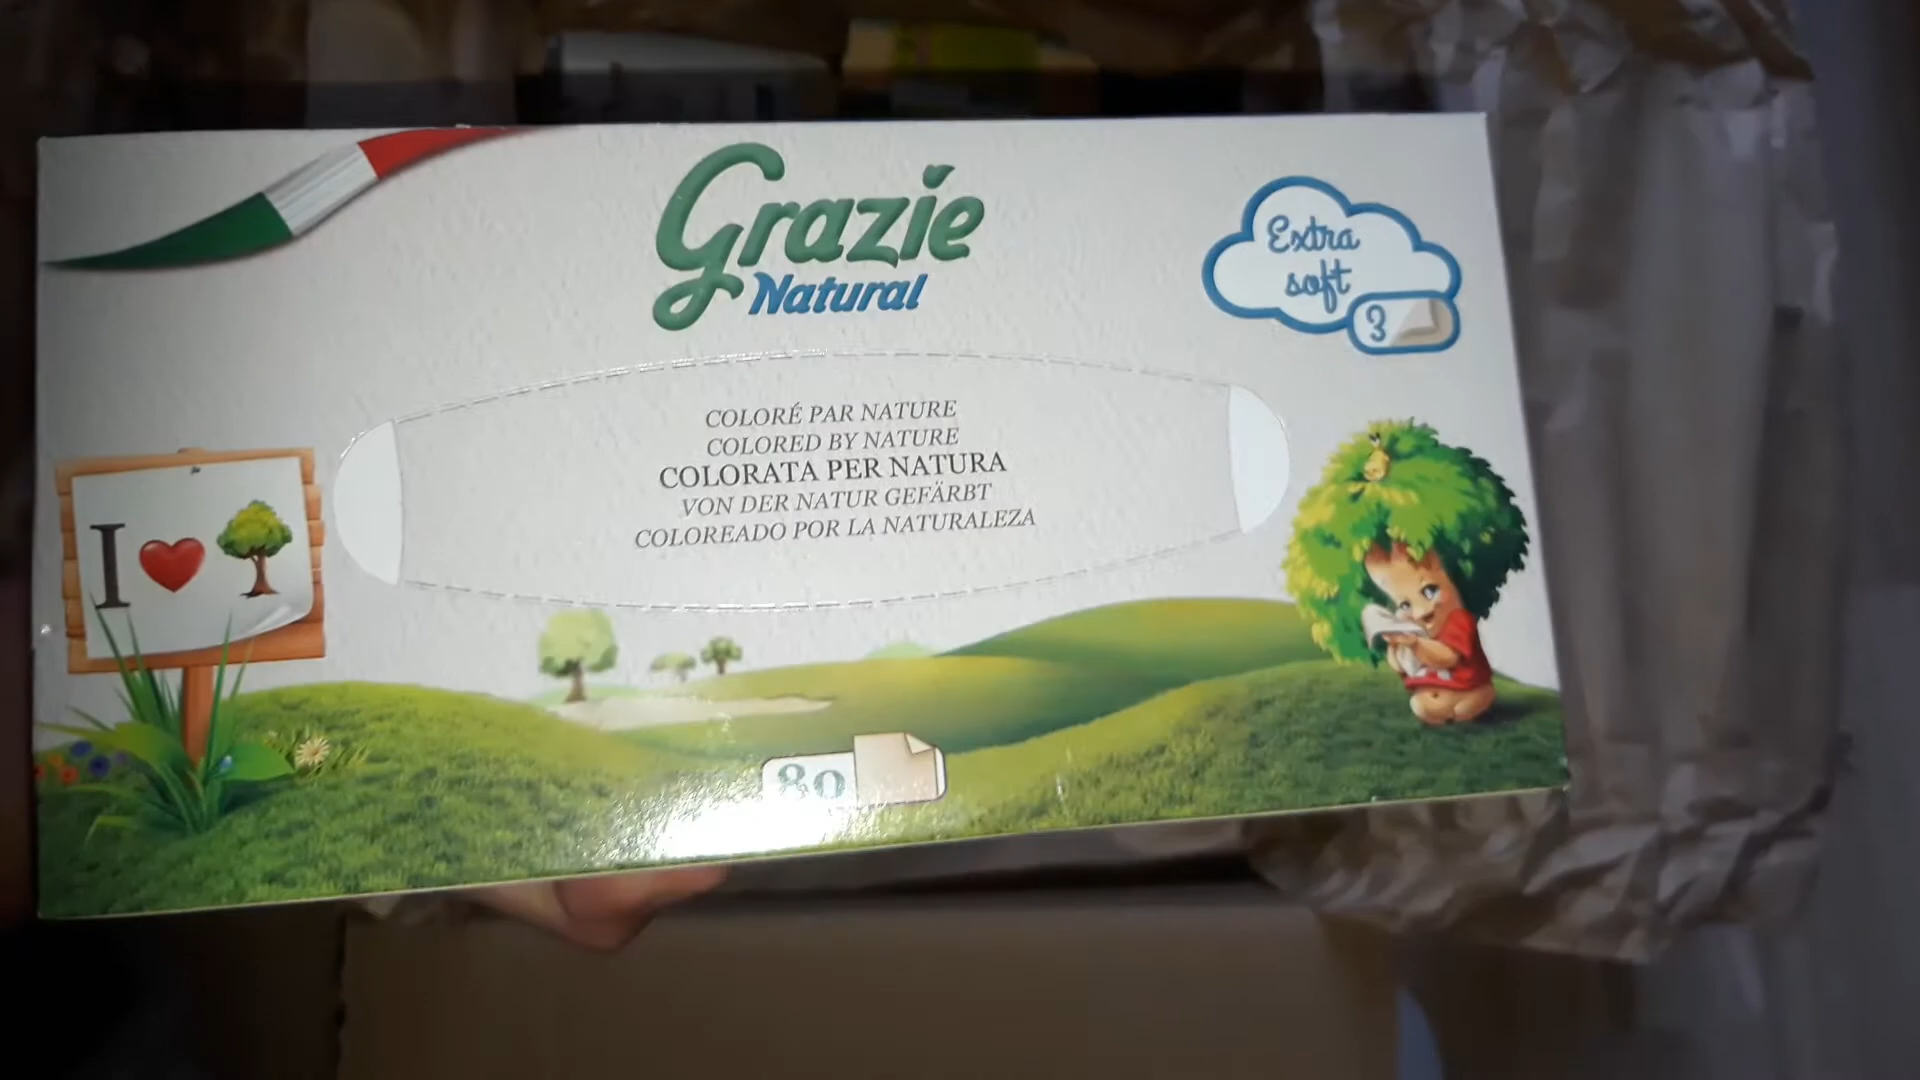 Grazie
Natural
Extra
soft
3
COLORÉ PAR NATURE
COLORED BY NATURE
COLORATA PER NATURA
VON DER NATUR GEFÄRBT
COLOREADO POR LA NATURALEZA
I
80